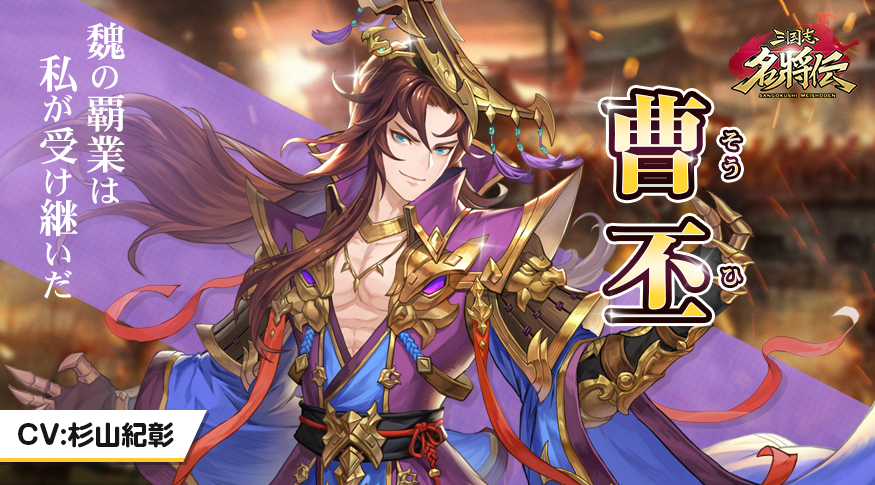 魏の覇業は
私が受け継いだ
三国志
名将伝
SANGOKUSHI MEISHODEN
曹丕
そう
ひ
CV:杉山紀彰